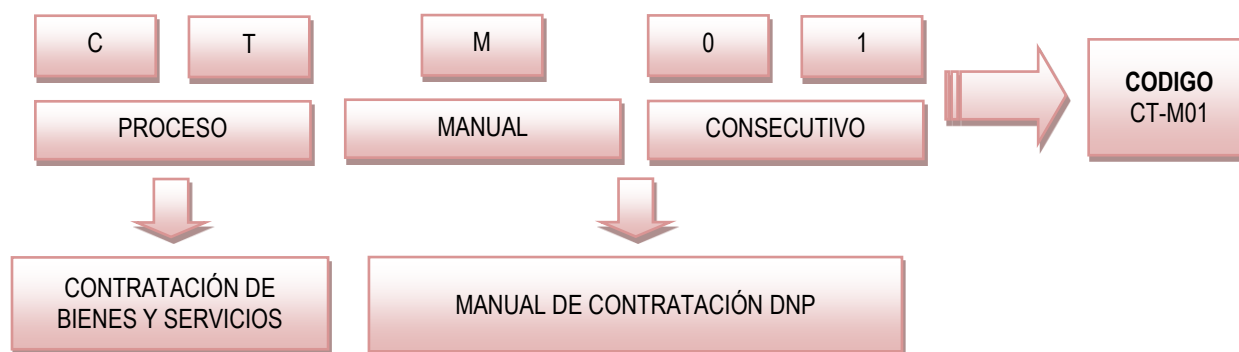 C T M 0 1
PROCESO MANUAL CONSECUTIVO
CODIGO
CT-M01
CONTRATACIÓN DE
BIENES Y SERVICIOS
MANUAL DE CONTRATACIÓN DNP